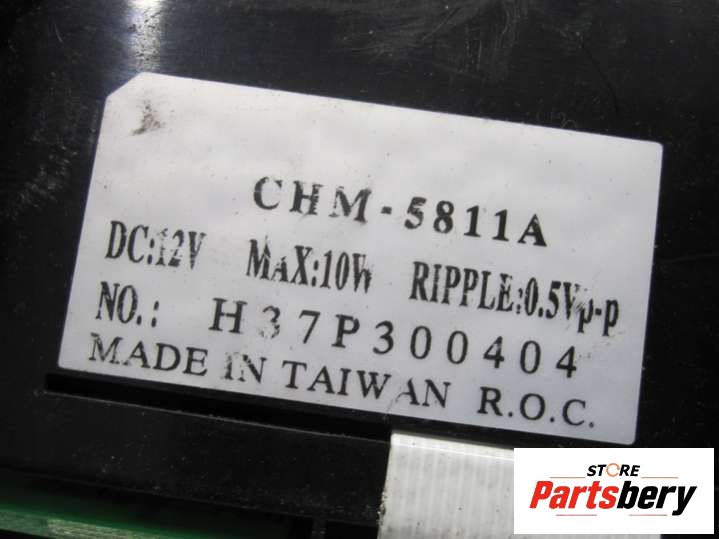 CHM-5811A
DC:12V MAX:10W RIPPLE:0.5Vp-p
NO.: H37P300404
MADE IN TAIWAN R.O.C.
STORE
Partsbery